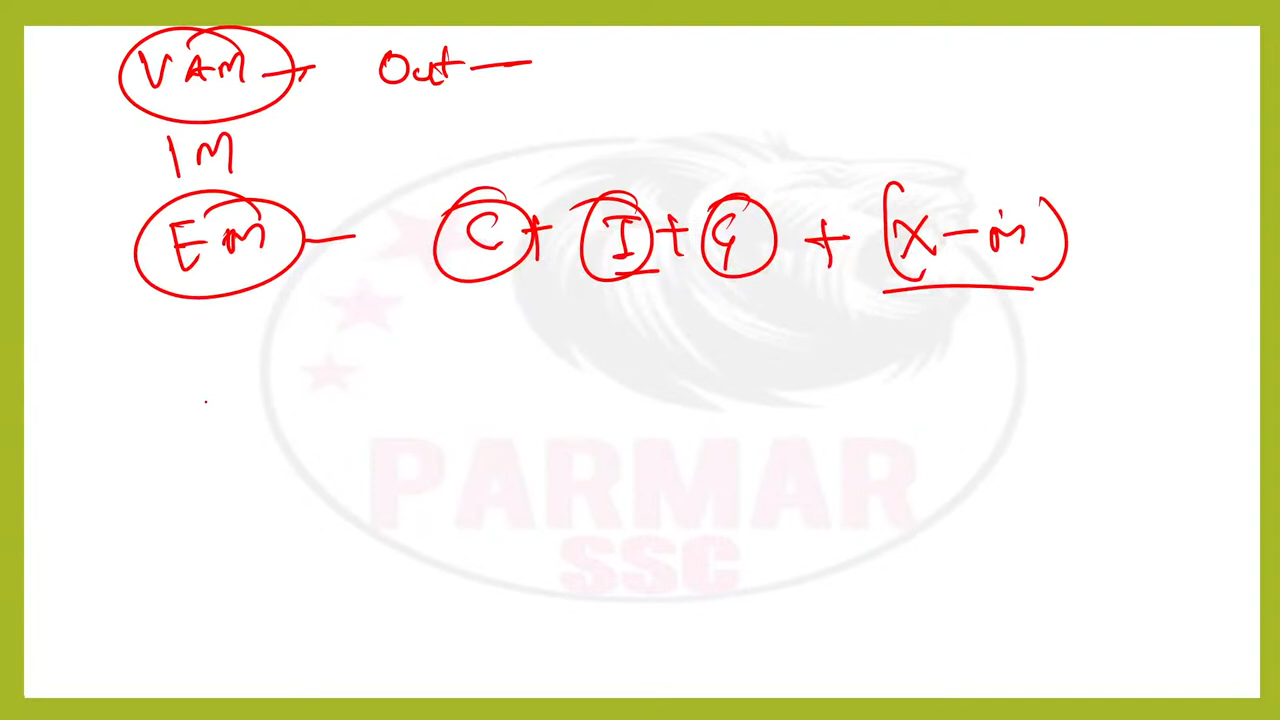 VAM → Out —
IM
EM — C + I + G + (X - M)
PARMAR
SSC